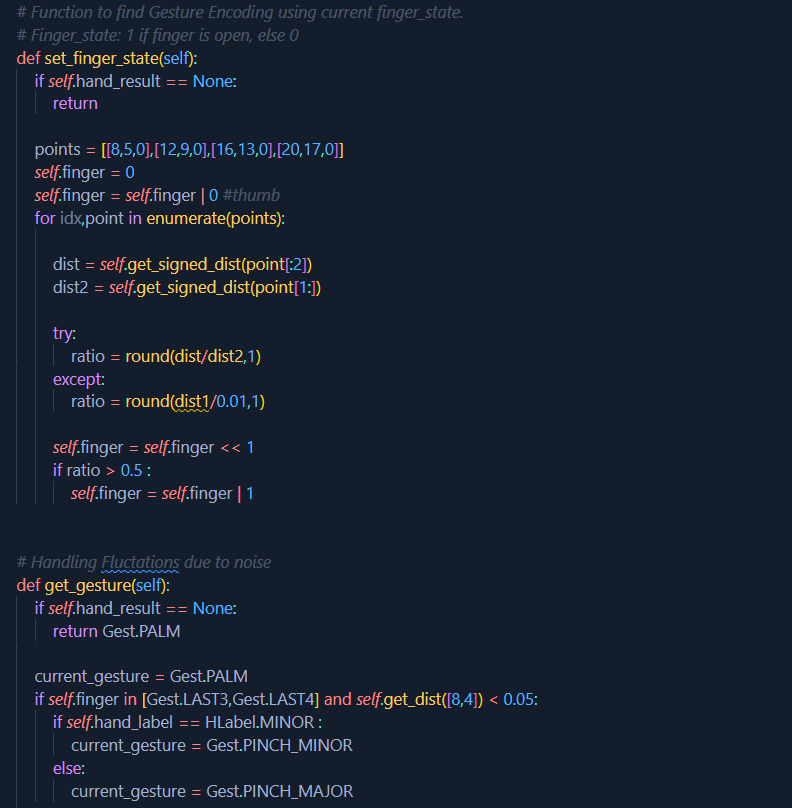 # Function to find Gesture Encoding using current finger_state.
# Finger_state: 1 if finger is open, else 0
def set_finger_state(self):
    if self.hand_result == None:
        return

    points = [[8,5,0],[12,9,0],[16,13,0],[20,17,0]]
    self.finger = 0
    self.finger = self.finger | 0 #thumb
    for idx,point in enumerate(points):

        dist = self.get_signed_dist(point[:2])
        dist2 = self.get_signed_dist(point[1:])

        try:
            ratio = round(dist/dist2,1)
        except:
            ratio = round(dist1/0.01,1)

        self.finger = self.finger << 1
        if ratio > 0.5 :
            self.finger = self.finger | 1


# Handling Fluctations due to noise
def get_gesture(self):
    if self.hand_result == None:
        return Gest.PALM

    current_gesture = Gest.PALM
    if self.finger in [Gest.LAST3,Gest.LAST4] and self.get_dist([8,4]) < 0.05:
        if self.hand_label == HLabel.MINOR :
            current_gesture = Gest.PINCH_MINOR
        else:
            current_gesture = Gest.PINCH_MAJOR